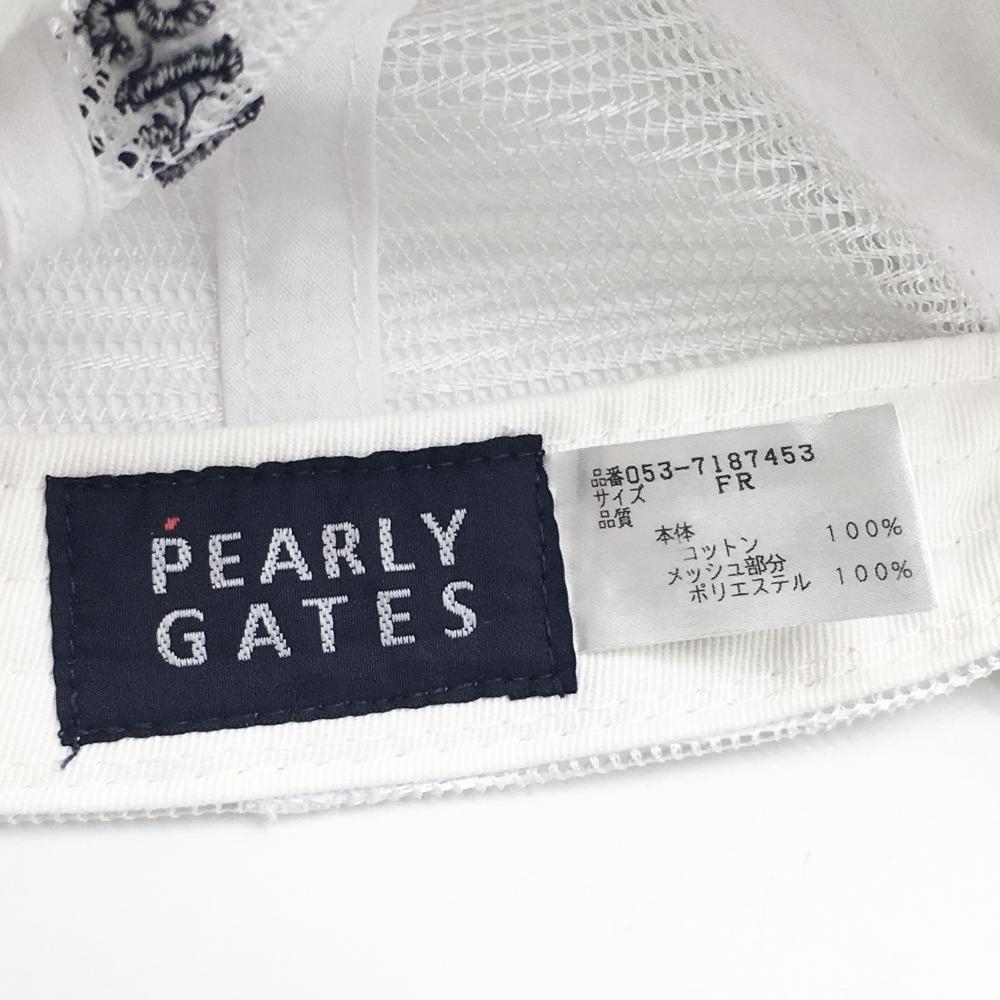 PEARLY
GATES
品番053-7187453
サイズ FR
品質
本体
コットン 100%
メッシュ部分
ポリエステル 100%